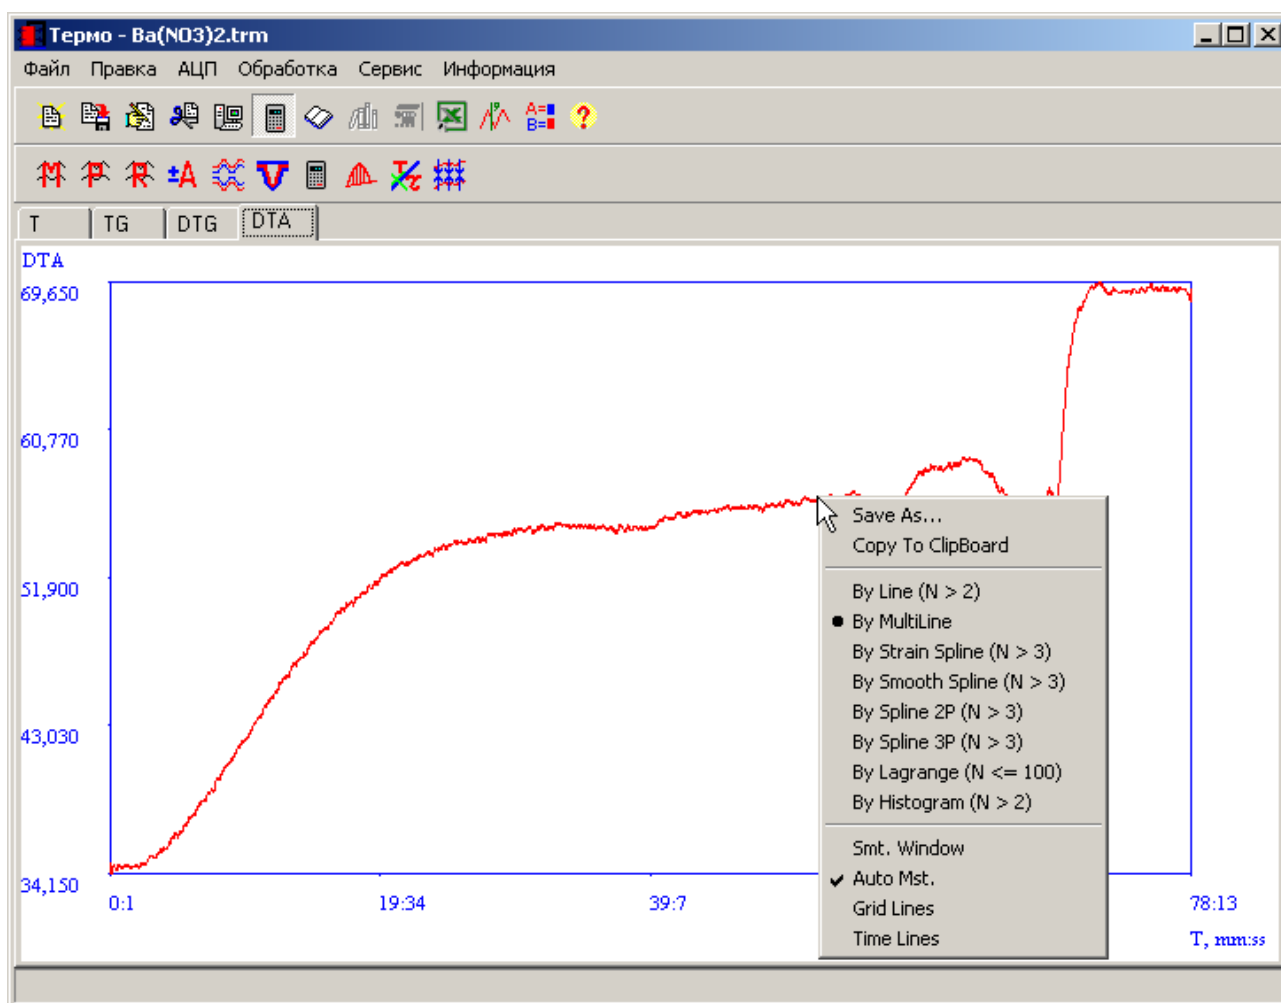 Термо - Ba(NO3)2.trm
Файл Правка АЦП Обработка Сервис Информация
A=
B=
?
M P R ±A T τ
T TG DTG DTA
DTA
69,650
60,770
51,900
43,030
34,150
0:1 19:34 39:7 78:13
T, mm:ss
Save As...
Copy To ClipBoard
By Line (N > 2)
By MultiLine
By Strain Spline (N > 3)
By Smooth Spline (N > 3)
By Spline 2P (N > 3)
By Spline 3P (N > 3)
By Lagrange (N <= 100)
By Histogram (N > 2)
Smt. Window
Auto Mst.
Grid Lines
Time Lines